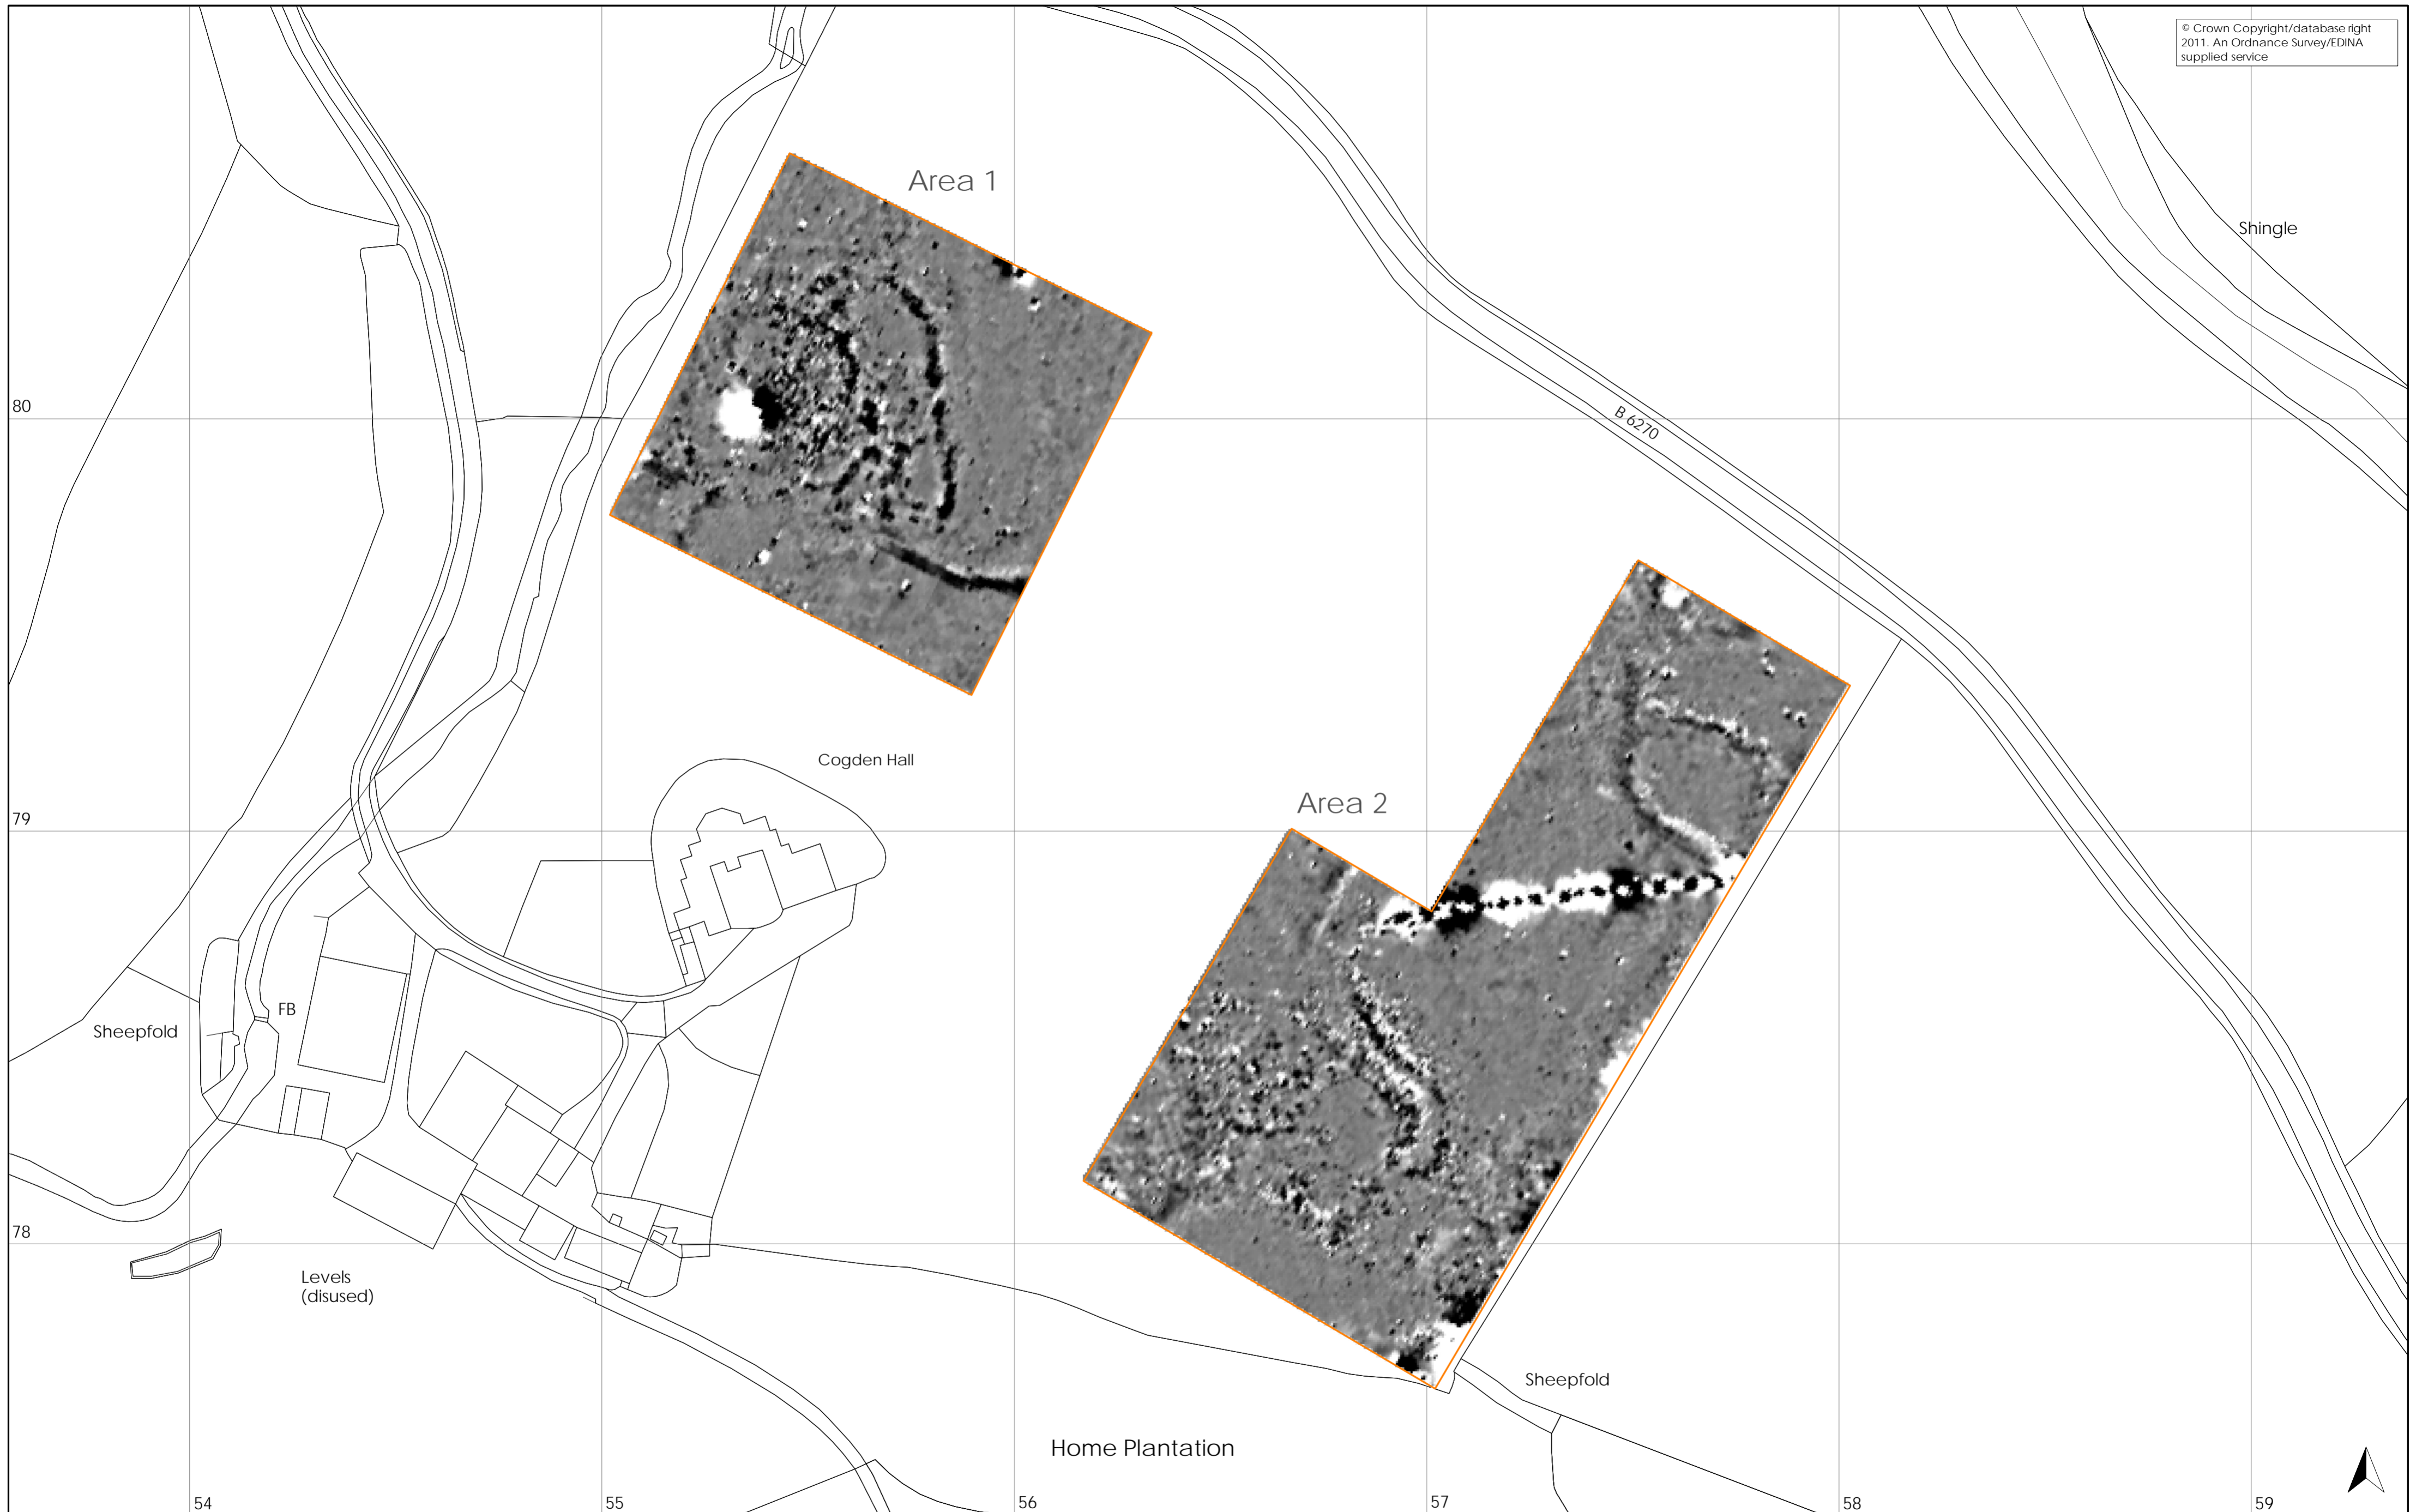 © Crown Copyright/database right
2011. An Ordnance Survey/EDINA
supplied service
Area 1
Shingle
80
B 6270
Cogden Hall
Area 2
79
FB
Sheepfold
78
Levels
(disused)
Sheepfold
Home Plantation
54
55
56
57
58
59